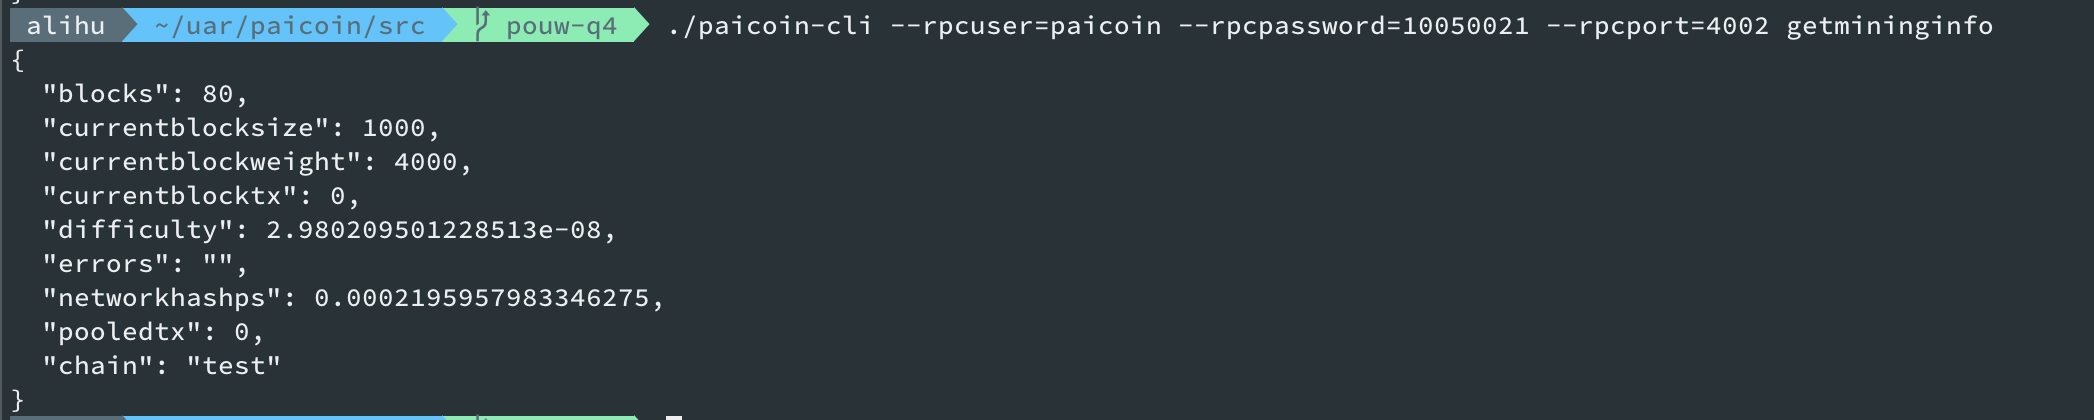 }
alihu ~/uar/paicoin/src pouw-q4 ./paicoin-cli --rpcuser=paicoin --rpcpassword=10050021 --rpcport=4002 getmininginfo
{
"blocks": 80,
"currentblocksize": 1000,
"currentblockweight": 4000,
"currentblocktx": 0,
"difficulty": 2.980209501228513e-08,
"errors": "",
"networkhashps": 0.0002195957983346275,
"pooledtx": 0,
"chain": "test"
}